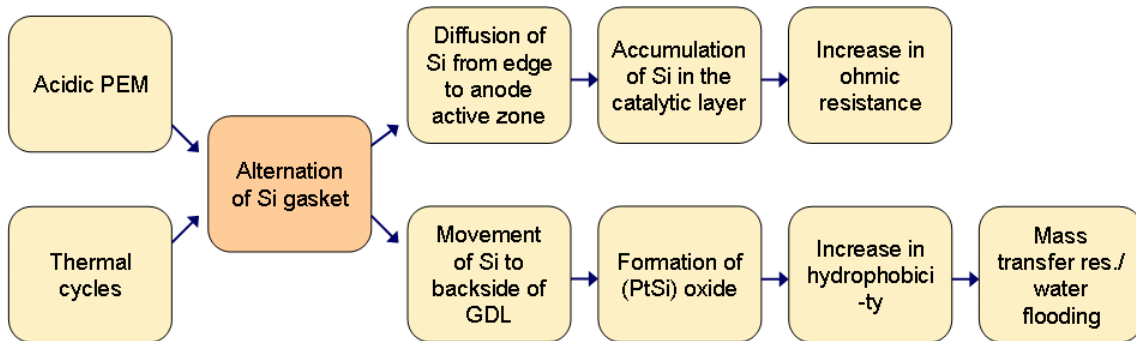 Acidic PEM
Thermal
cycles
Alternation
of Si gasket
Diffusion of
Si from edge
to anode
active zone
Accumulation
of Si in the
catalytic layer
Increase in
ohmic
resistance
Movement
of Si to
backside of
GDL
Formation of
(PtSi) oxide
Increase in
hydrophobici
-ty
Mass
transfer res./
water
flooding